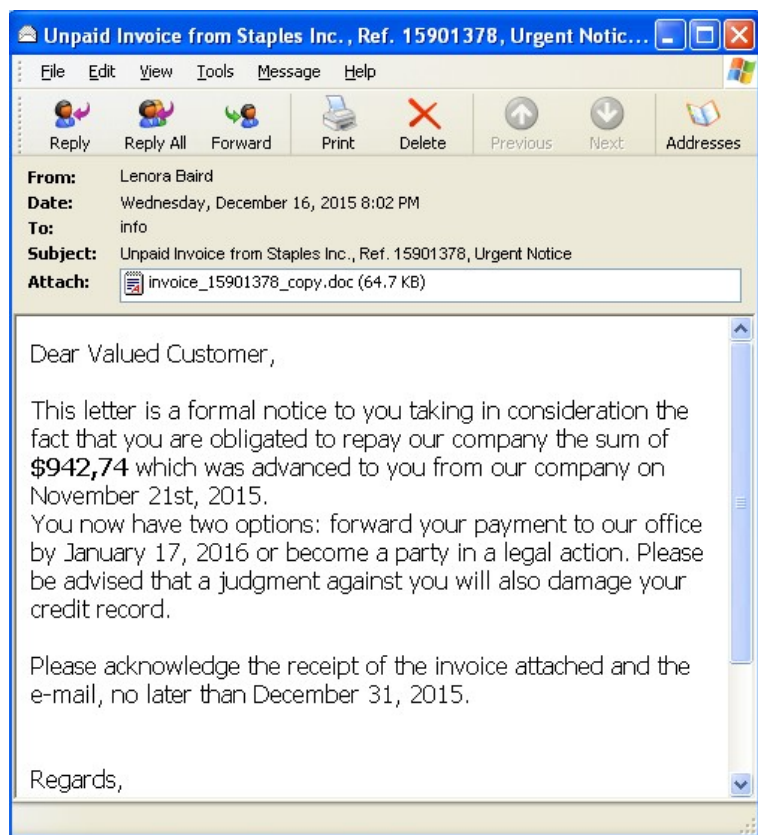 Unpaid Invoice from Staples Inc., Ref. 15901378, Urgent Notic...
File Edit View Tools Message Help
Reply Reply All Forward Print Delete Previous Next Addresses
From: Lenora Baird
Date: Wednesday, December 16, 2015 8:02 PM
To: info
Subject: Unpaid Invoice from Staples Inc., Ref. 15901378, Urgent Notice
Attach: invoice_15901378_copy.doc (64.7 KB)
Dear Valued Customer,
This letter is a formal notice to you taking in consideration the
fact that you are obligated to repay our company the sum of
$942,74 which was advanced to you from our company on
November 21st, 2015.
You now have two options: forward your payment to our office
by January 17, 2016 or become a party in a legal action. Please
be advised that a judgment against you will also damage your
credit record.
Please acknowledge the receipt of the invoice attached and the
e-mail, no later than December 31, 2015.
Regards,